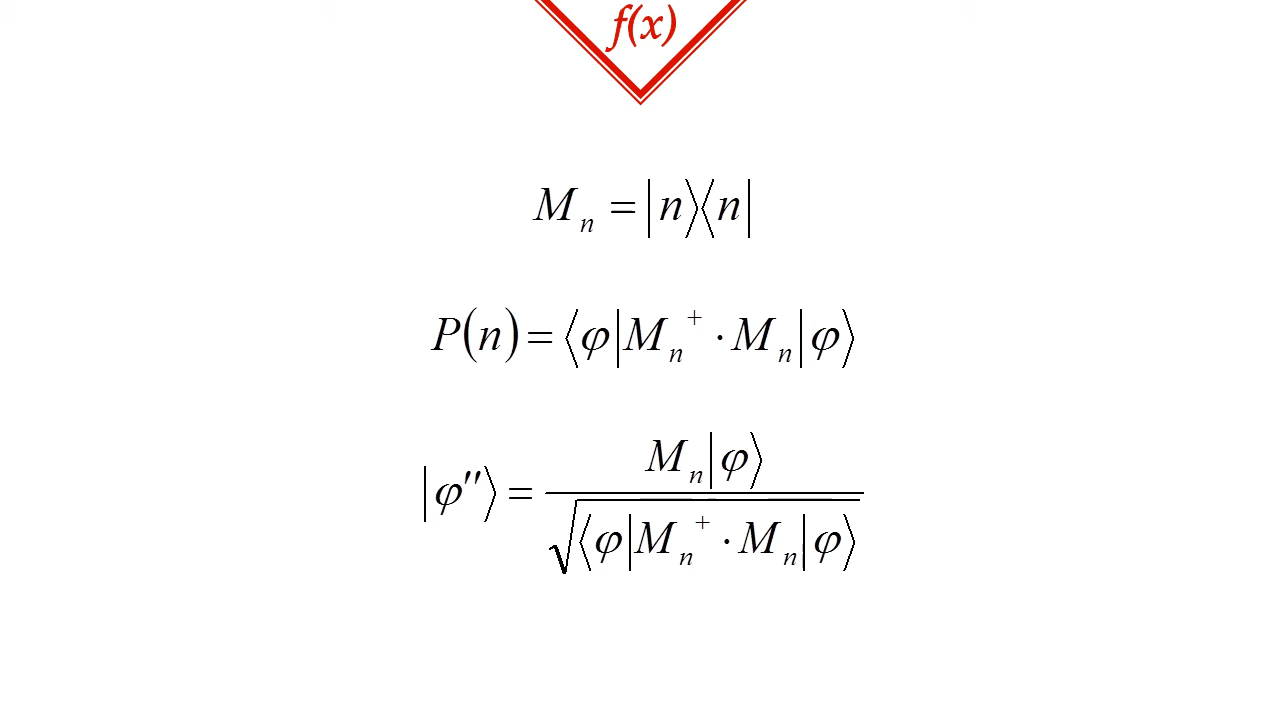 f(x)
M_n = |n⟩⟨n|
P(n) = ⟨φ|M_n^+ · M_n|φ⟩
|φ′′⟩ = M_n|φ⟩ / √⟨φ|M_n^+ · M_n|φ⟩